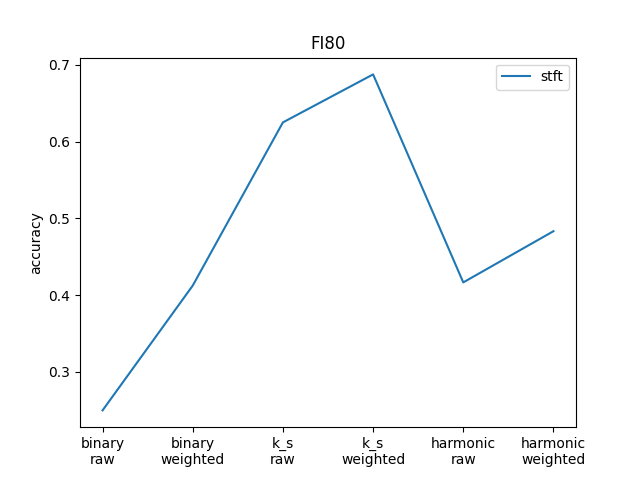 FI80
stft
accuracy
0.7
0.6
0.5
0.4
0.3
binary
raw
binary
weighted
k_s
raw
k_s
weighted
harmonic
raw
harmonic
weighted